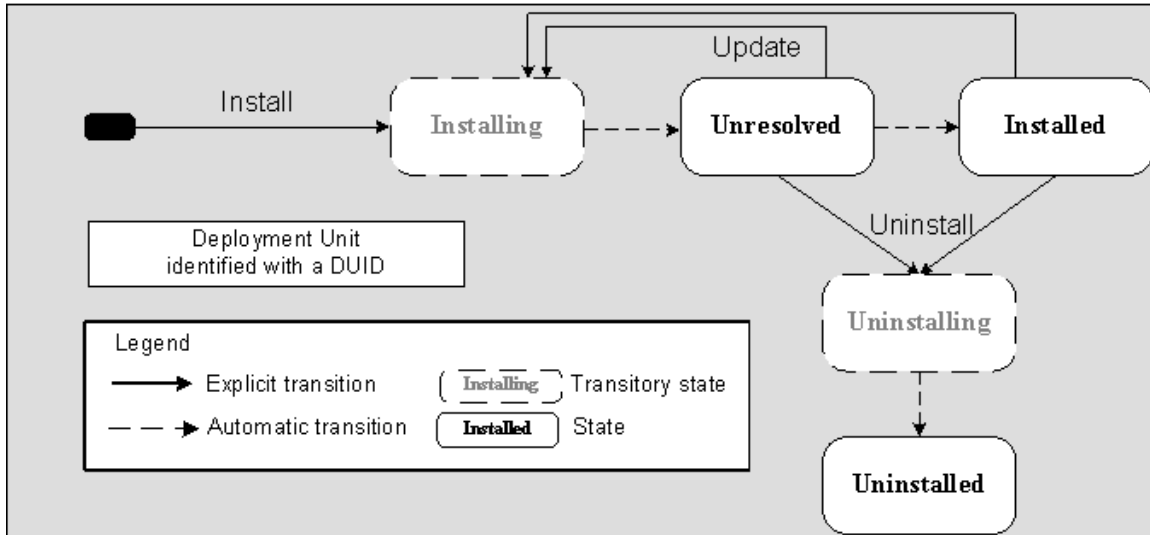 Update
Install
Installing
Unresolved
Installed
Deployment Unit
identified with a DUID
Uninstall
Uninstalling
Legend
Explicit transition
Installing
Transitory state
Automatic transition
Installed
State
Uninstalled